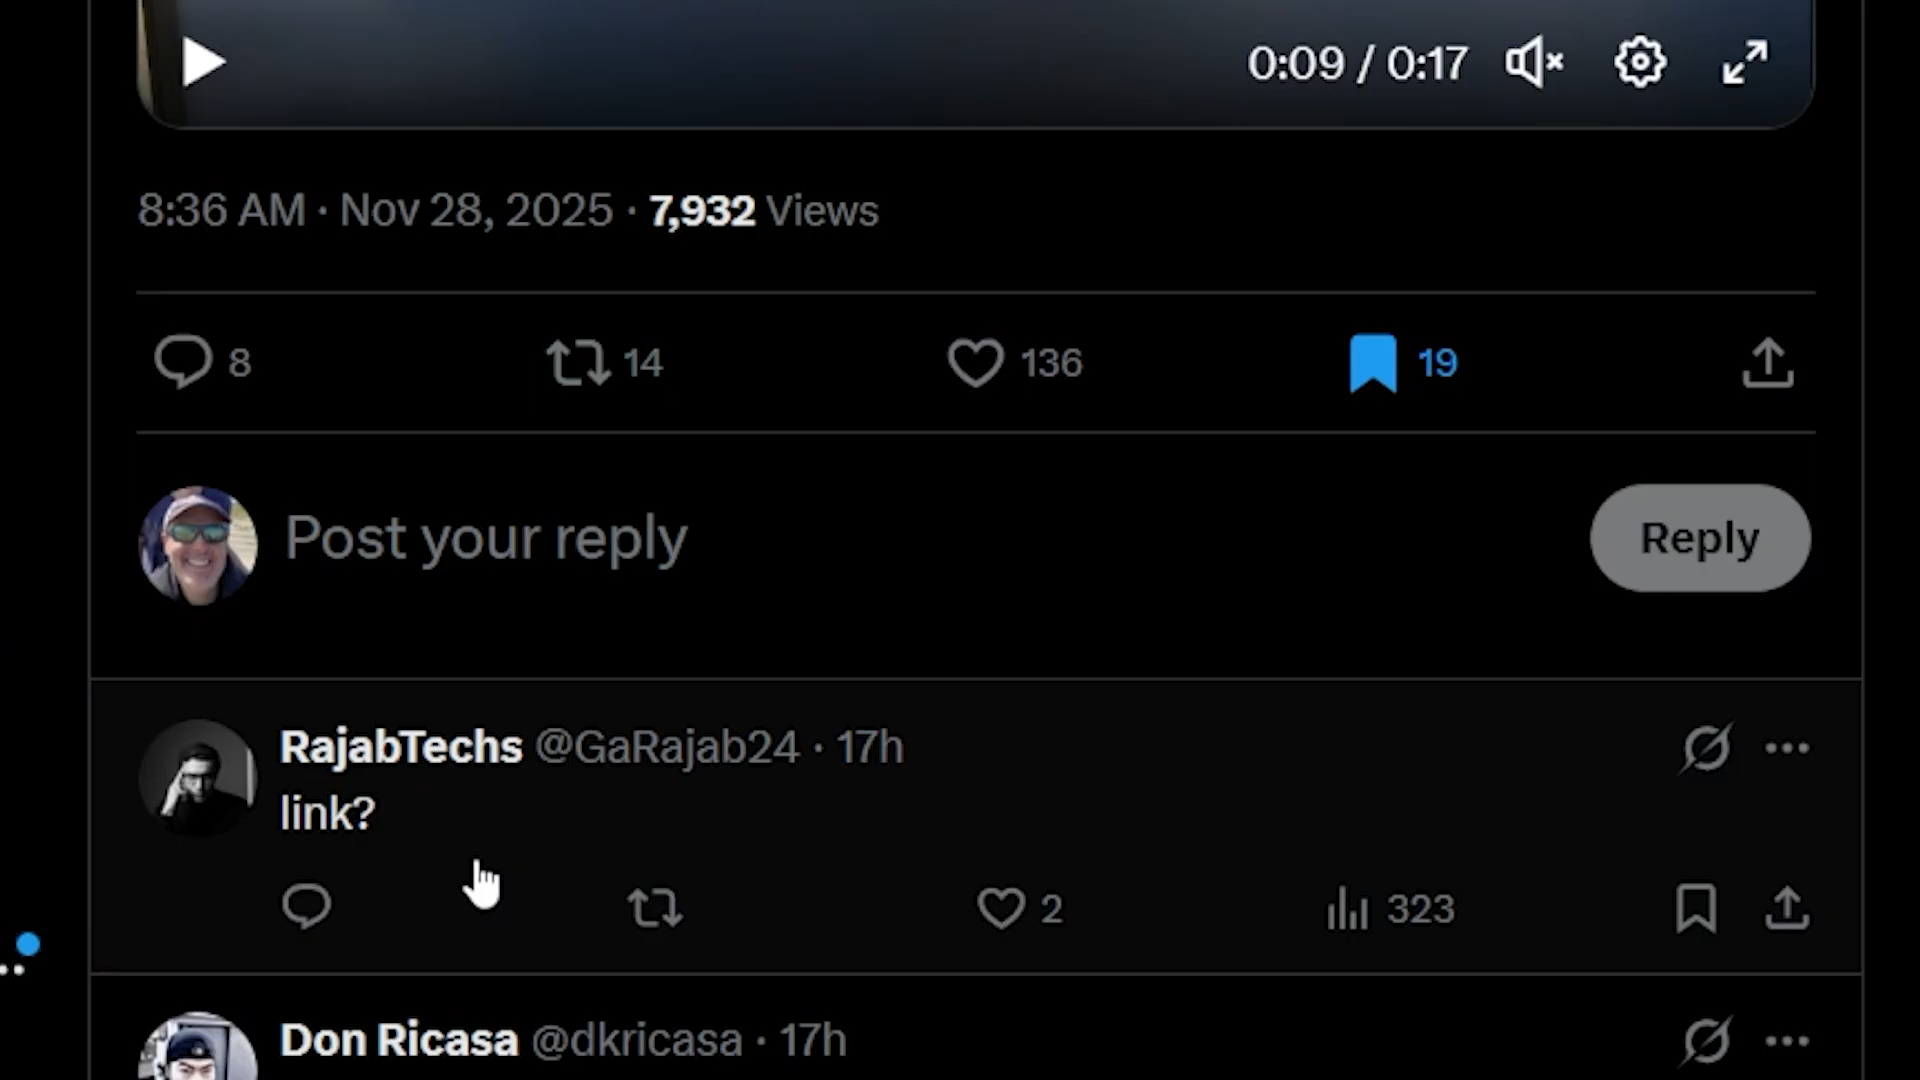 0:09 / 0:17
8:36 AM · Nov 28, 2025 · 7,932 Views
8 14 136 19
Post your reply Reply
RajabTechs @GaRajab24 · 17h
link?
2 323
Don Ricasa @dkricasa · 17h